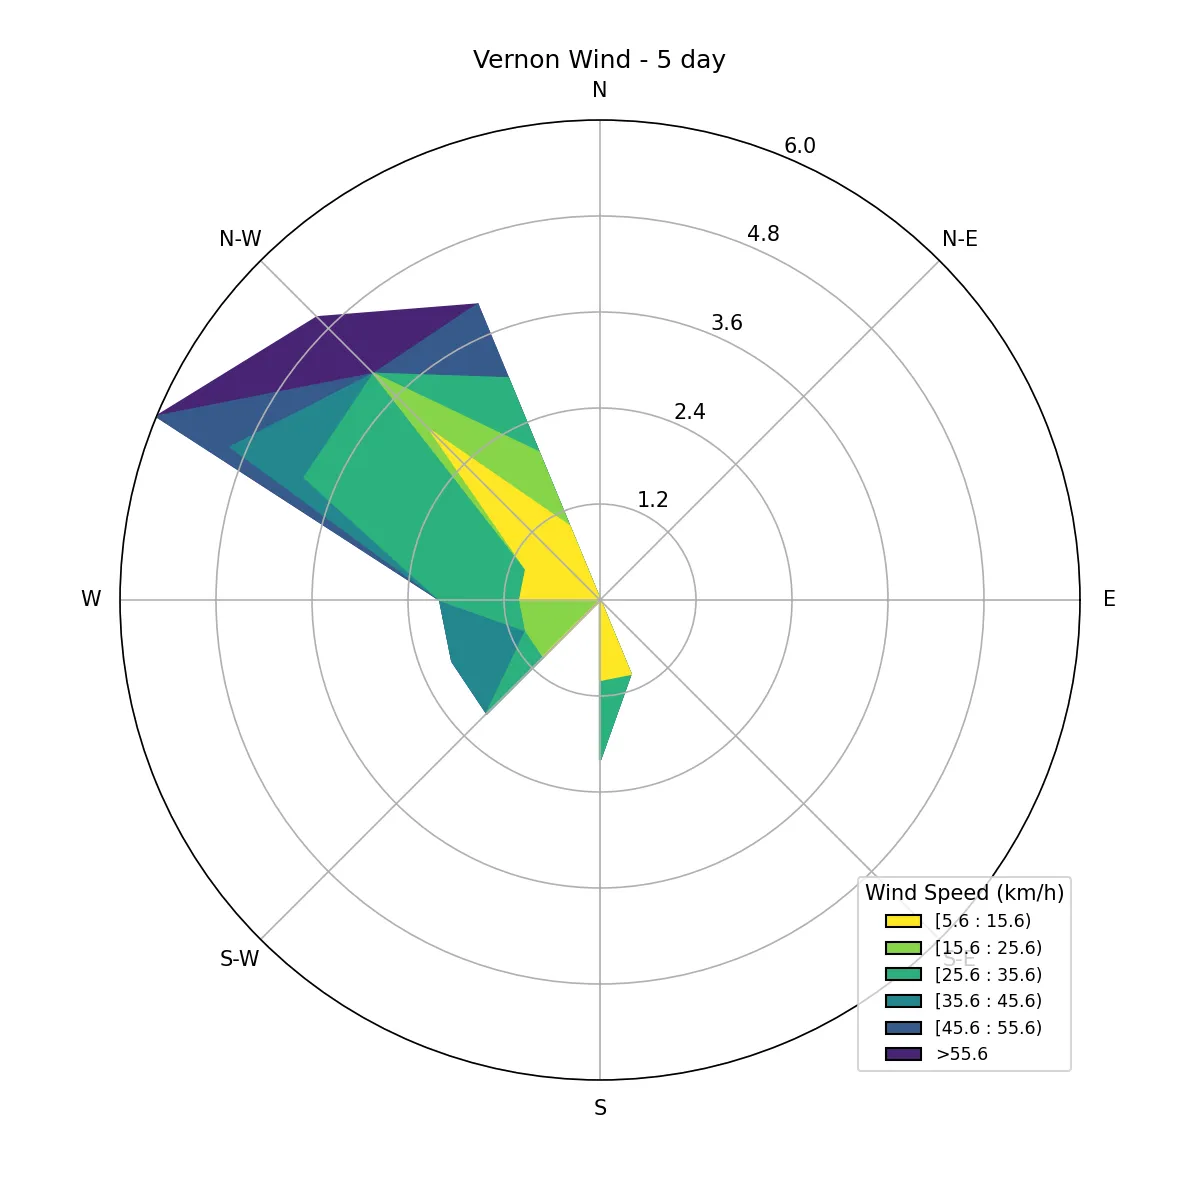 Vernon Wind - 5 day
N
6.0
4.8
N-W
N-E
3.6
2.4
1.2
W
E
S-W
S-E
S
Wind Speed (km/h)
[5.6 : 15.6)
[15.6 : 25.6)
[25.6 : 35.6)
[35.6 : 45.6)
[45.6 : 55.6)
>55.6